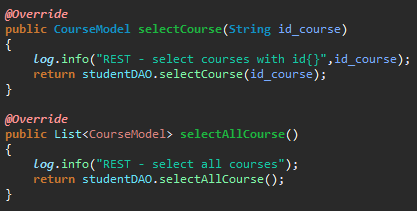 @Override
public CourseModel selectCourse(String id_course)
{
    log.info("REST - select courses with id{}",id_course);
    return studentDAO.selectCourse(id_course);
}
@Override
public List<CourseModel> selectAllCourse()
{
    log.info("REST - select all courses");
    return studentDAO.selectAllCourse();
}